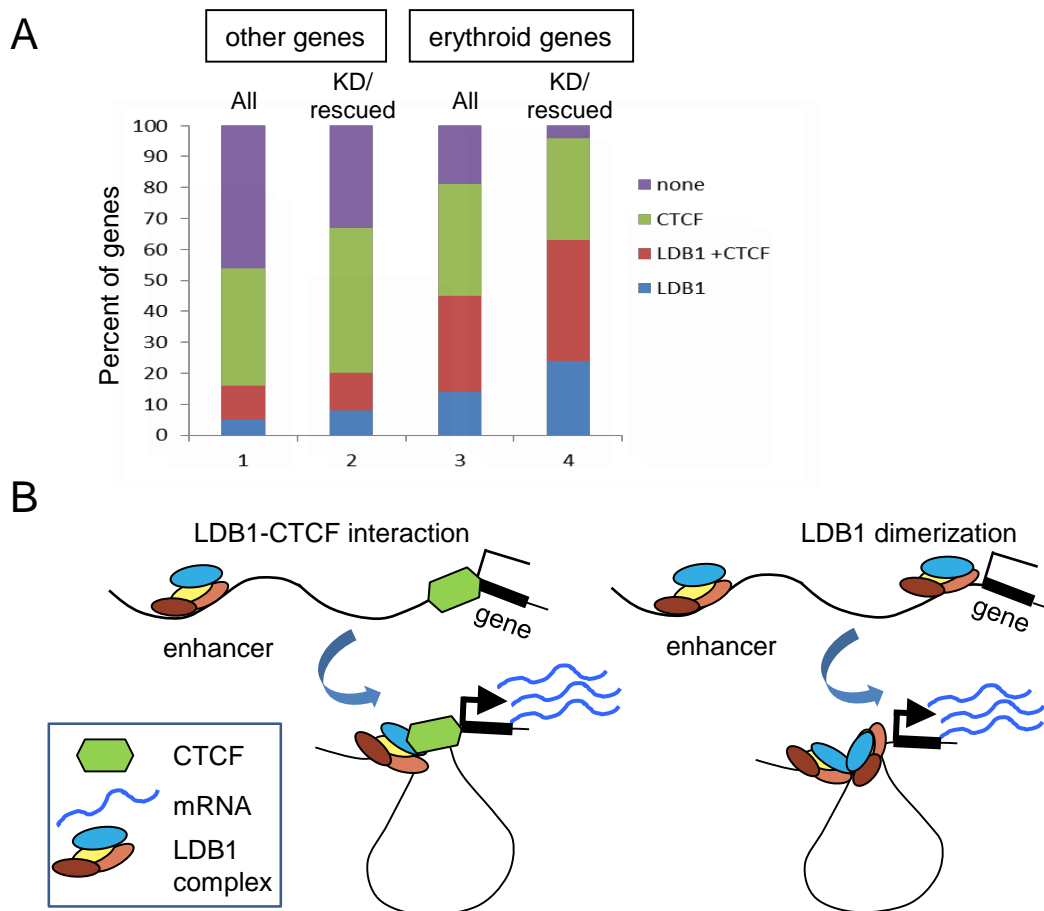 A
other genes
erythroid genes
All
KD/
rescued
All
KD/
rescued
Percent of genes
100
90
80
70
60
50
40
30
20
10
0
1
2
3
4
none
CTCF
LDB1 +CTCF
LDB1
B
LDB1-CTCF interaction
enhancer
gene
LDB1 dimerization
enhancer
gene
CTCF
mRNA
LDB1
complex